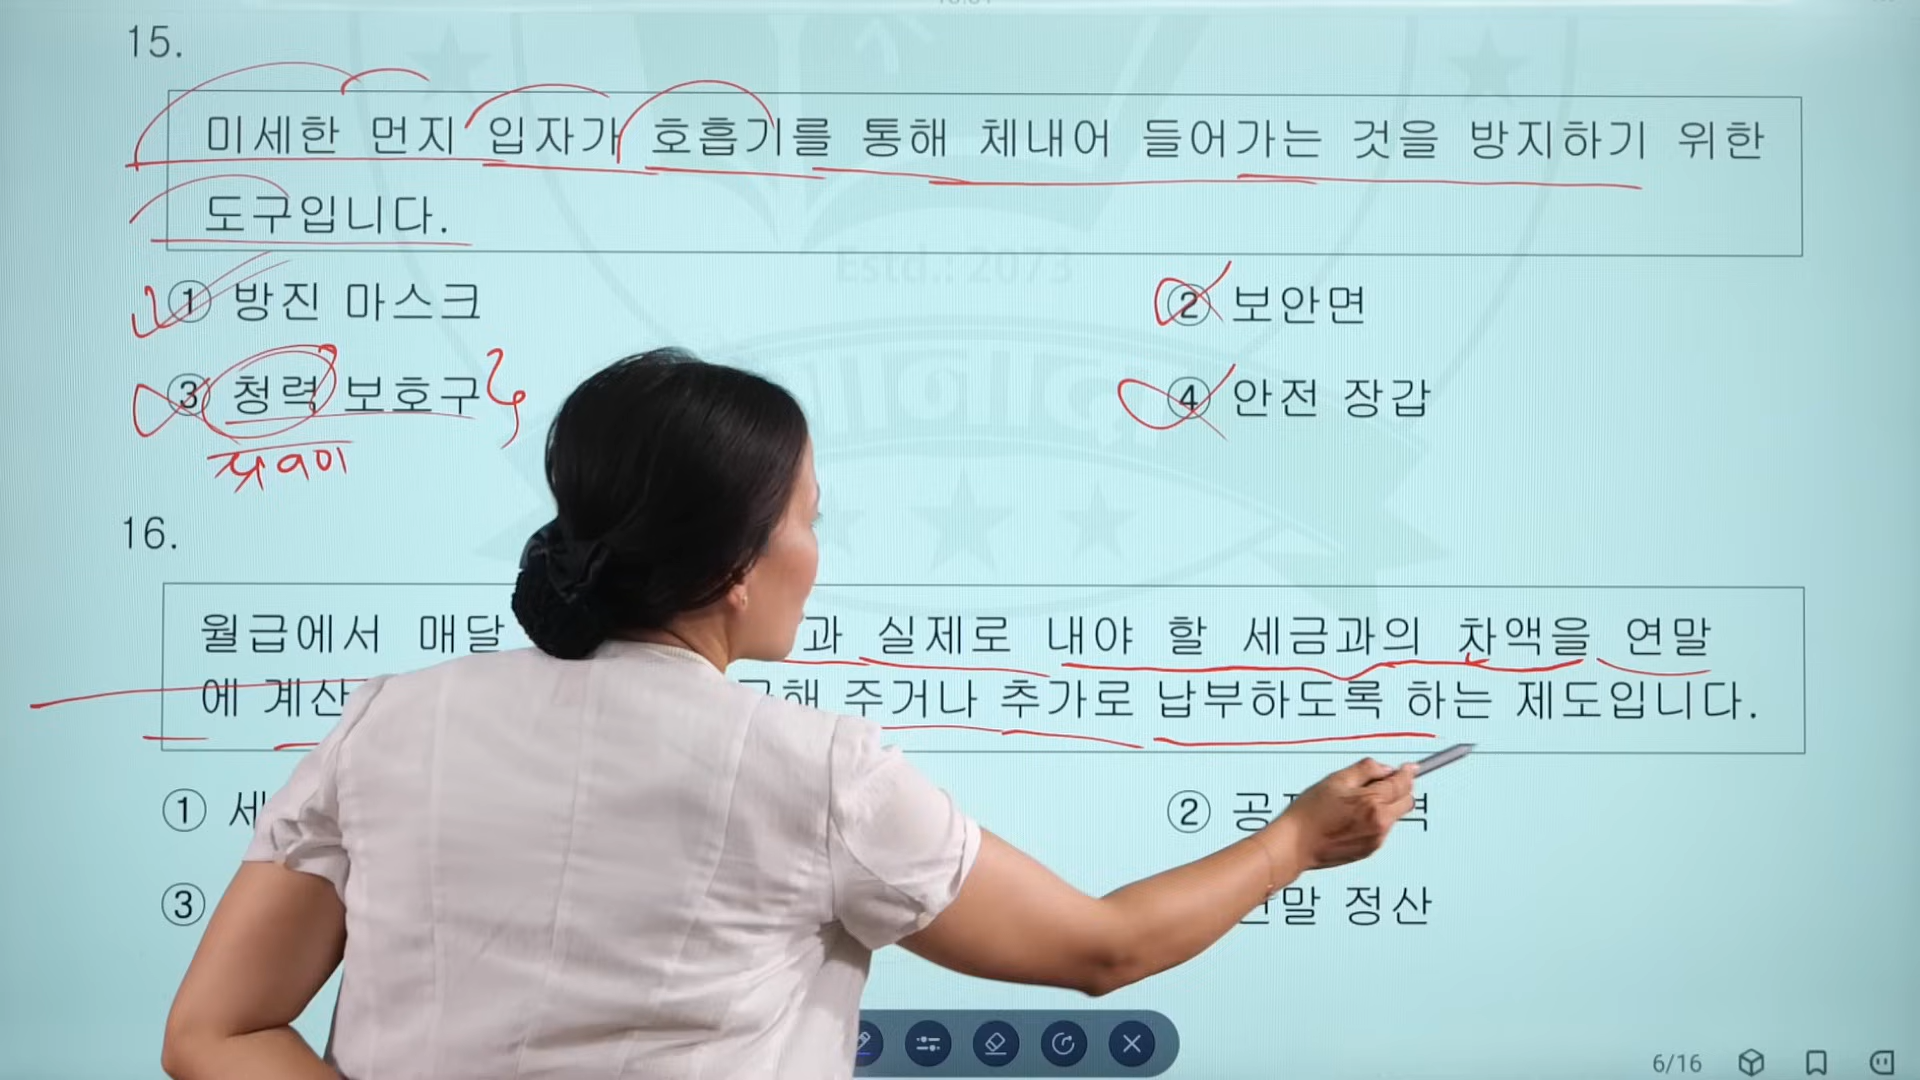 15.
미세한 먼지 입자가 호흡기를 통해 체내어 들어가는 것을 방지하기 위한
도구입니다.
Estd.: 2073
① 방진 마스크
② 보안면
③ 청력 보호구
④ 안전 장갑
16.
월급에서 매달 과 실제로 내야 할 세금과의 차액을 연말
에 계산 주거나 추가로 납부하도록 하는 제도입니다.
① 세
②
③
말 정산
6/16